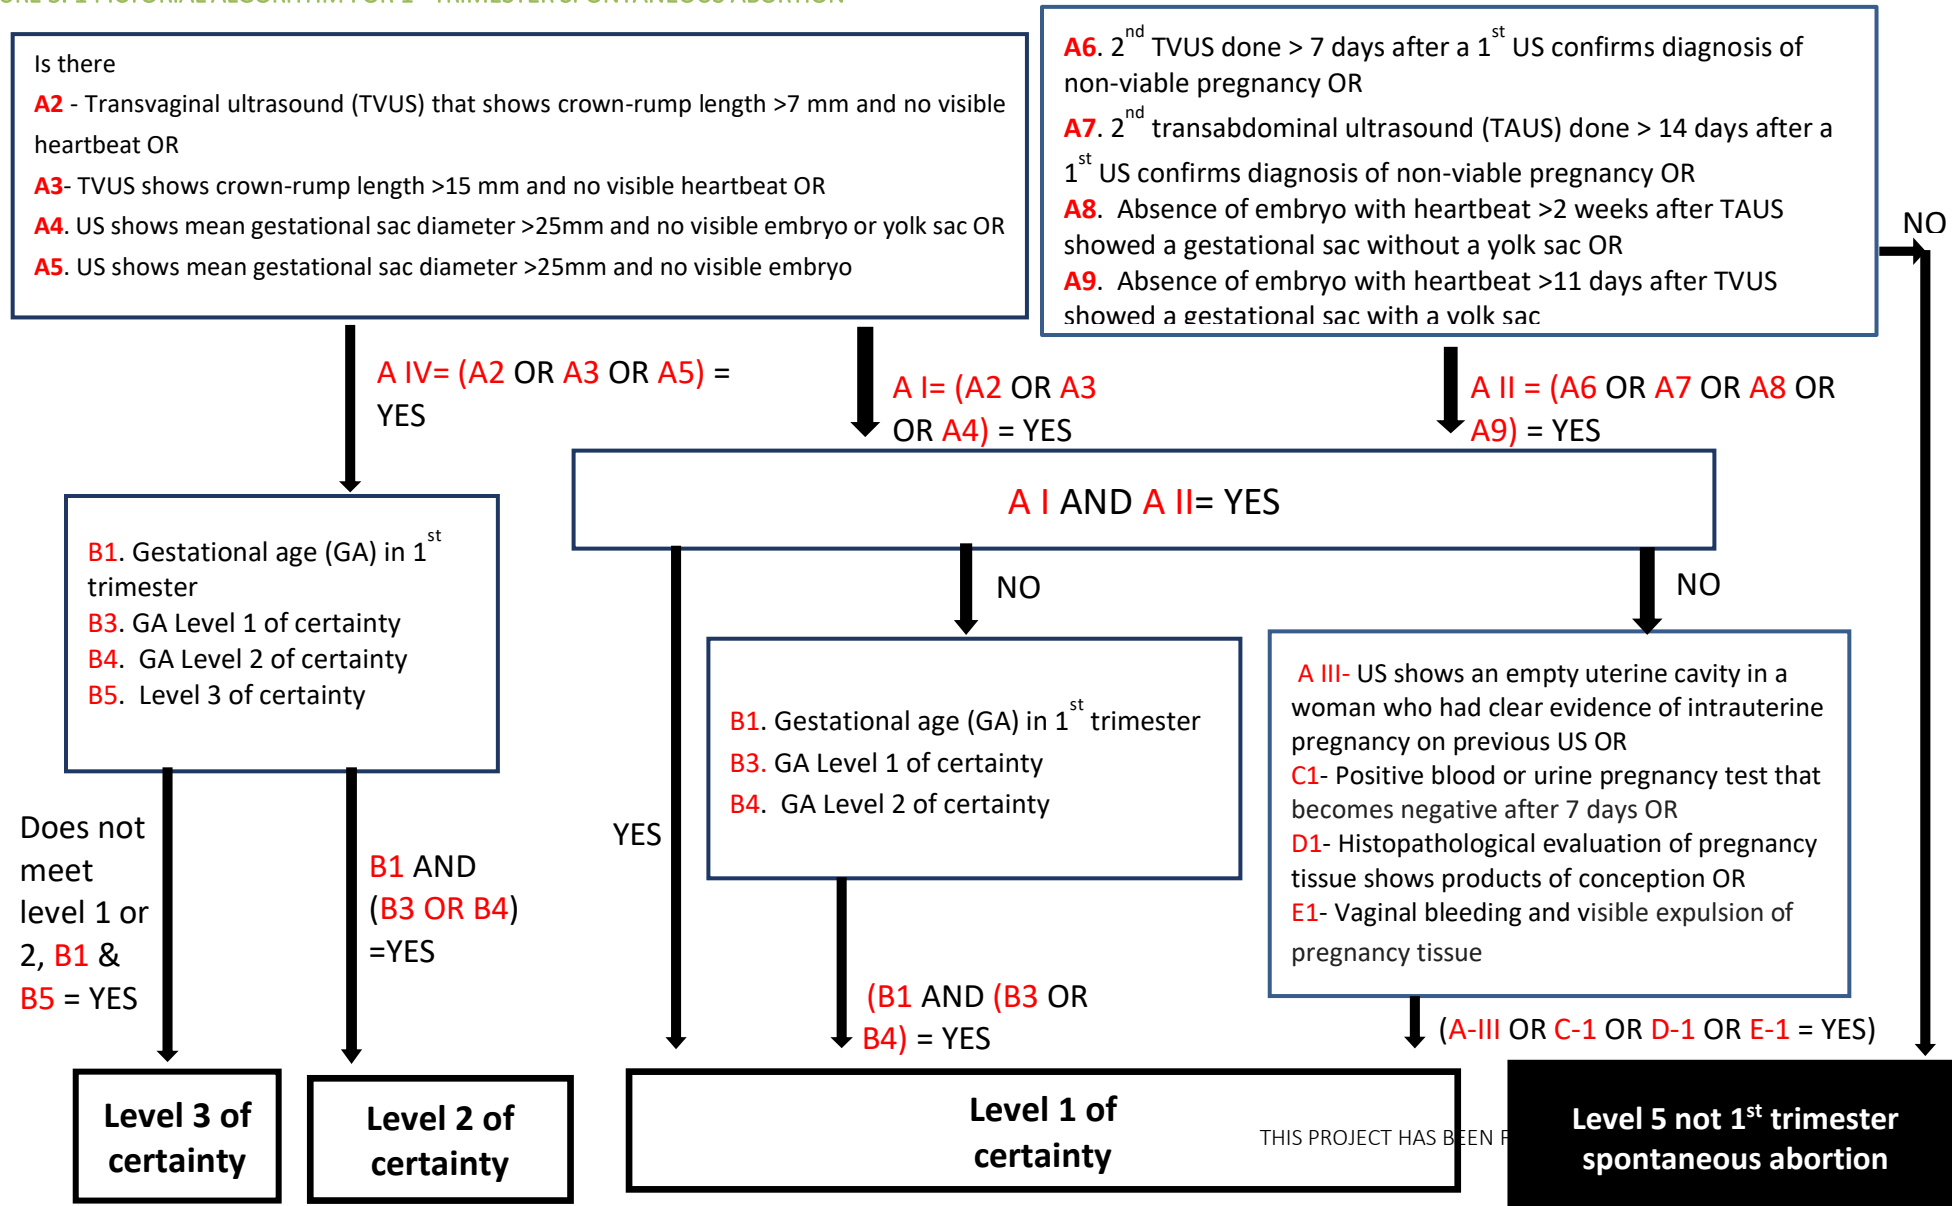 Is there
A2 - Transvaginal ultrasound (TVUS) that shows crown-rump length >7 mm and no visible
heartbeat OR
A3- TVUS shows crown-rump length >15 mm and no visible heartbeat OR
A4. US shows mean gestational sac diameter >25mm and no visible embryo or yolk sac OR
A5. US shows mean gestational sac diameter >25mm and no visible embryo
A6. 2nd TVUS done > 7 days after a 1st US confirms diagnosis of
non-viable pregnancy OR
A7. 2nd transabdominal ultrasound (TAUS) done > 14 days after a
1st US confirms diagnosis of non-viable pregnancy OR
A8. Absence of embryo with heartbeat >2 weeks after TAUS
showed a gestational sac without a yolk sac OR
A9. Absence of embryo with heartbeat >11 days after TVUS
showed a gestational sac with a yolk sac
NO
A IV= (A2 OR A3 OR A5) =
YES
A I= (A2 OR A3
OR A4) = YES
A II = (A6 OR A7 OR A8 OR
A9) = YES
A I AND A II= YES
B1. Gestational age (GA) in 1st
trimester
B3. GA Level 1 of certainty
B4. GA Level 2 of certainty
B5. Level 3 of certainty
NO
NO
B1. Gestational age (GA) in 1st trimester
B3. GA Level 1 of certainty
B4. GA Level 2 of certainty
A III- US shows an empty uterine cavity in a
woman who had clear evidence of intrauterine
pregnancy on previous US OR
C1- Positive blood or urine pregnancy test that
becomes negative after 7 days OR
D1- Histopathological evaluation of pregnancy
tissue shows products of conception OR
E1- Vaginal bleeding and visible expulsion of
pregnancy tissue
Does not
meet
level 1 or
2, B1 &
B5 = YES
B1 AND
(B3 OR B4)
=YES
YES
(B1 AND (B3 OR
B4) = YES
(A-III OR C-1 OR D-1 OR E-1 = YES)
Level 3 of
certainty
Level 2 of
certainty
Level 1 of
certainty
THIS PROJECT HAS BEEN
Level 5 not 1st trimester
spontaneous abortion